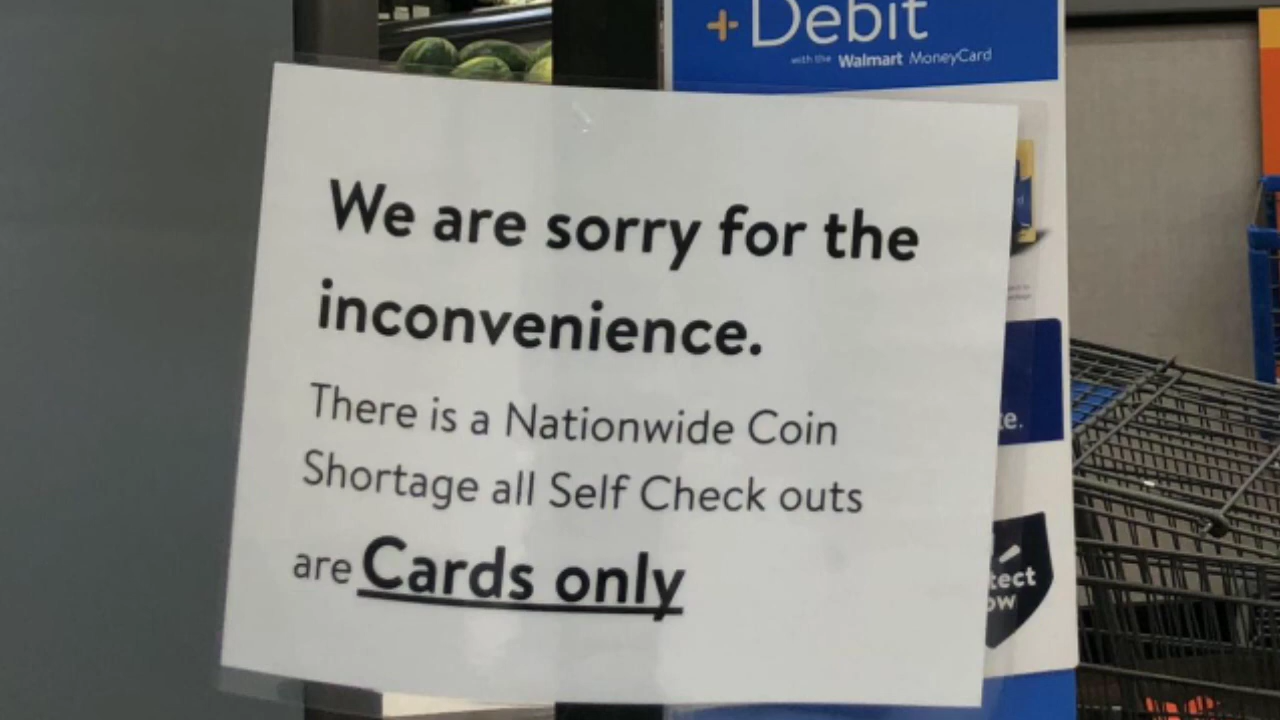 + Debit
with the Walmart MoneyCard
We are sorry for the
inconvenience.
There is a Nationwide Coin
Shortage all Self Check outs
are Cards only